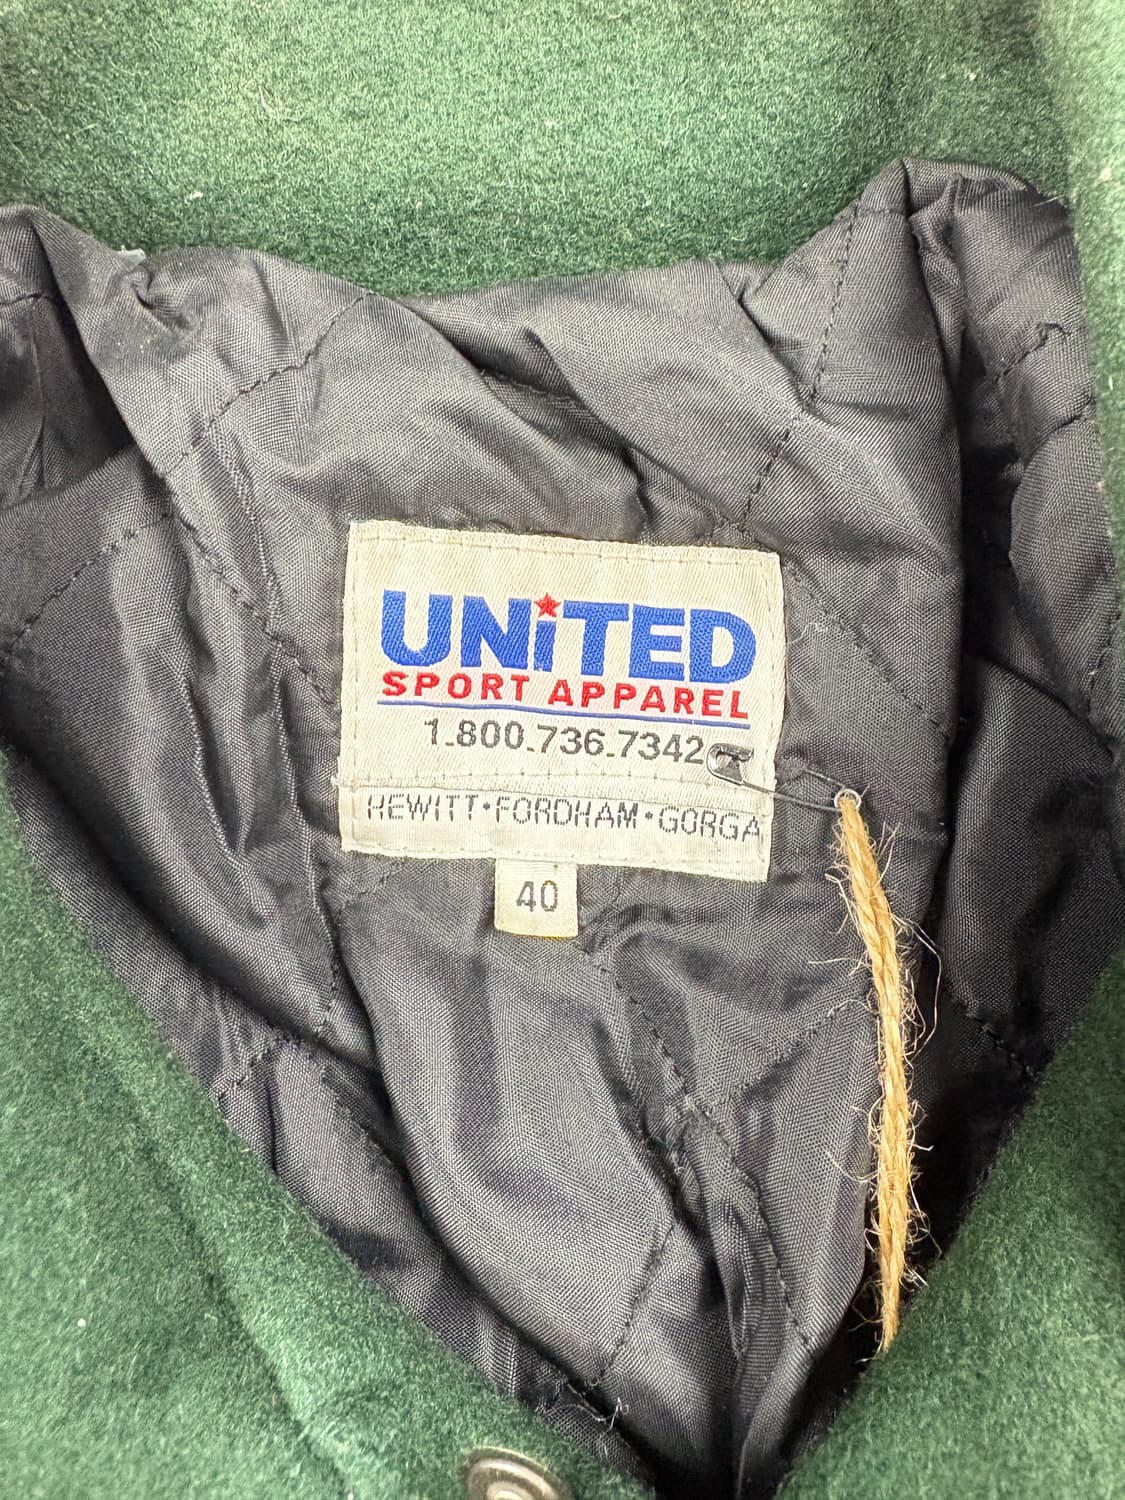 UNiTED
SPORT APPAREL
1.800.736.7342
HEWITT•FORDHAM•GORGA
40